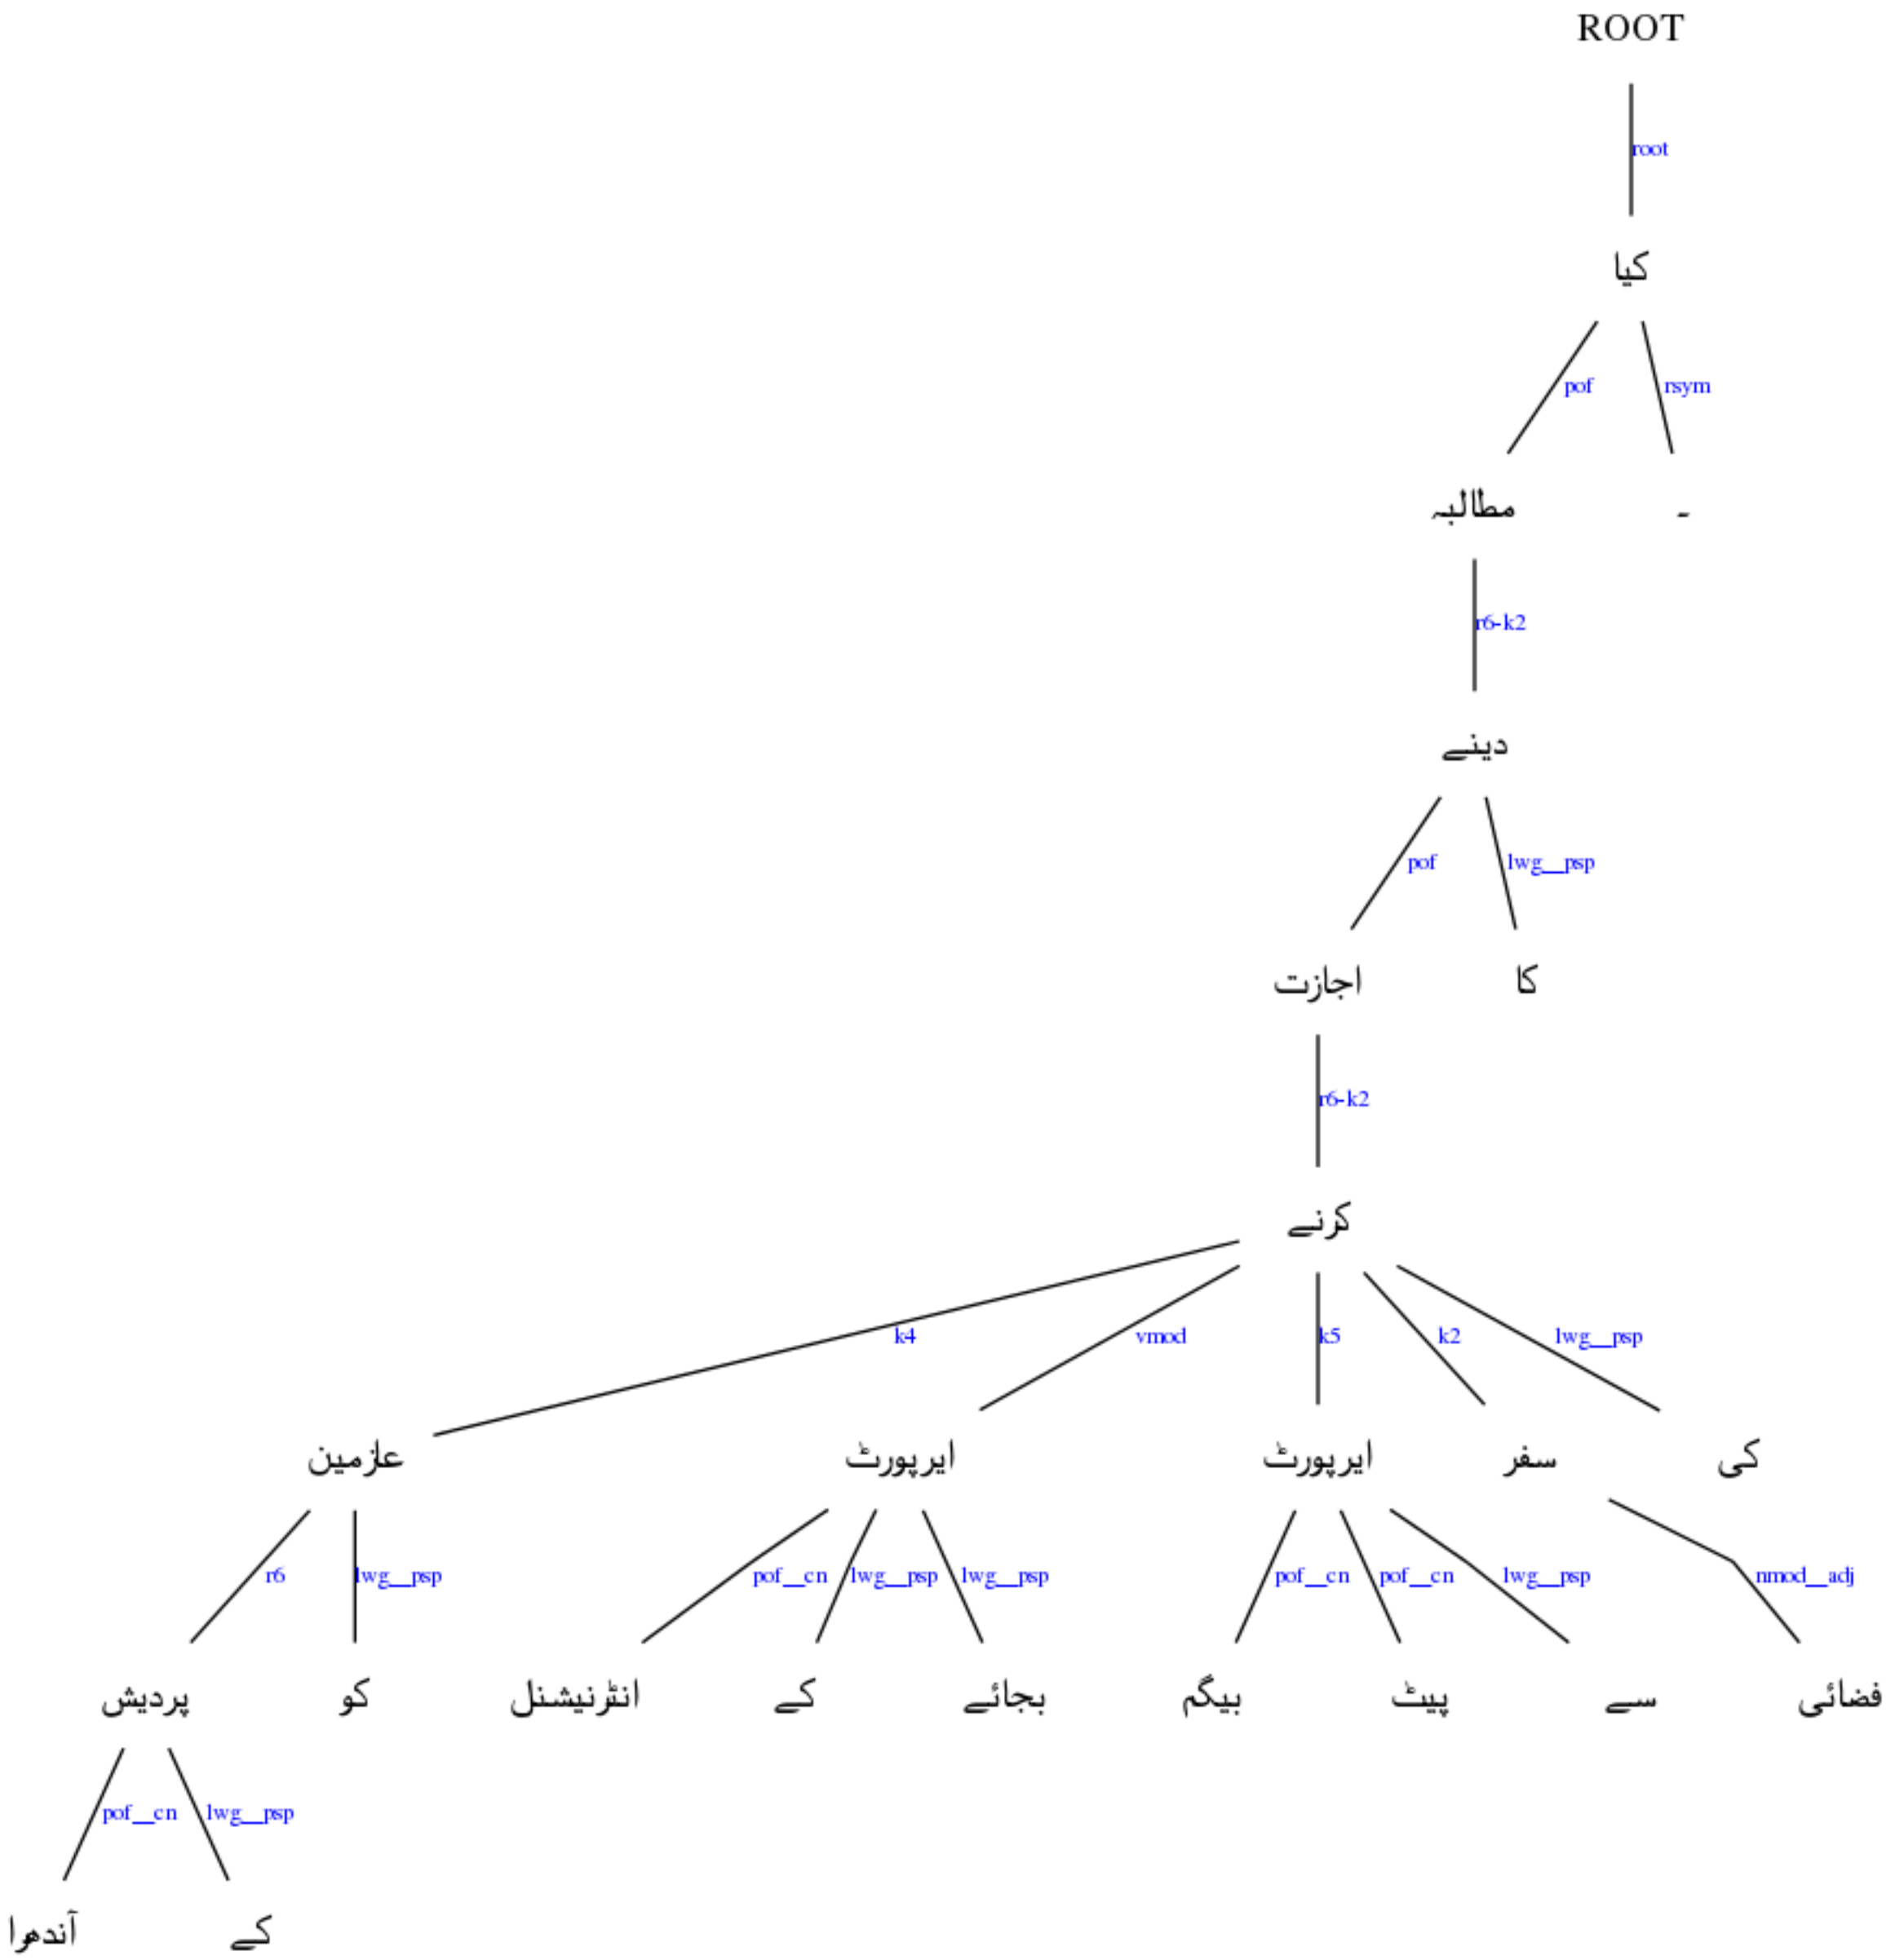 ROOT
root
کیا
pof rsym
مطالبہ ۔
r6-k2
دینے
pof lwg__psp
اجازت کا
r6-k2
کرنے
k4 vmod k5 k2 lwg__psp
عازمین ایرپورٹ ایرپورٹ سفر کی
r6 lwg__psp pof__cn lwg__psp lwg__psp pof__cn pof__cn lwg__psp nmod__adj
پردیش کو انٹرنیشنل کے بجائے بیگم پیٹ سے فضائی
pof__cn lwg__psp
آندھرا کے